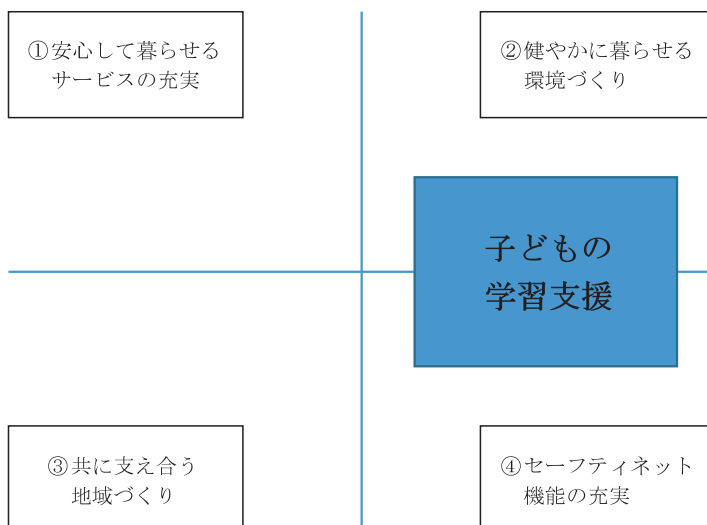 ①安心して暮らせる
サービスの充実
②健やかに暮らせる
環境づくり
子どもの
学習支援
③共に支え合う
地域づくり
④セーフティネット
機能の充実